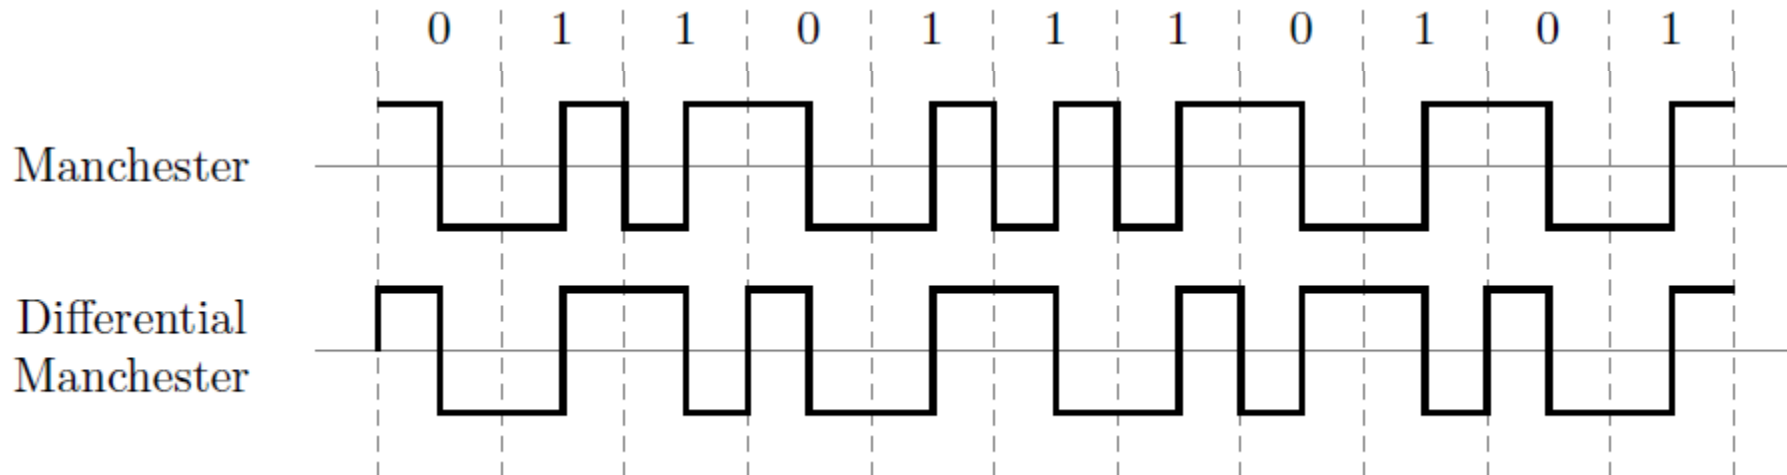 0 1 1 0 1 1 1 0 1 0 1
Manchester
Differential
Manchester